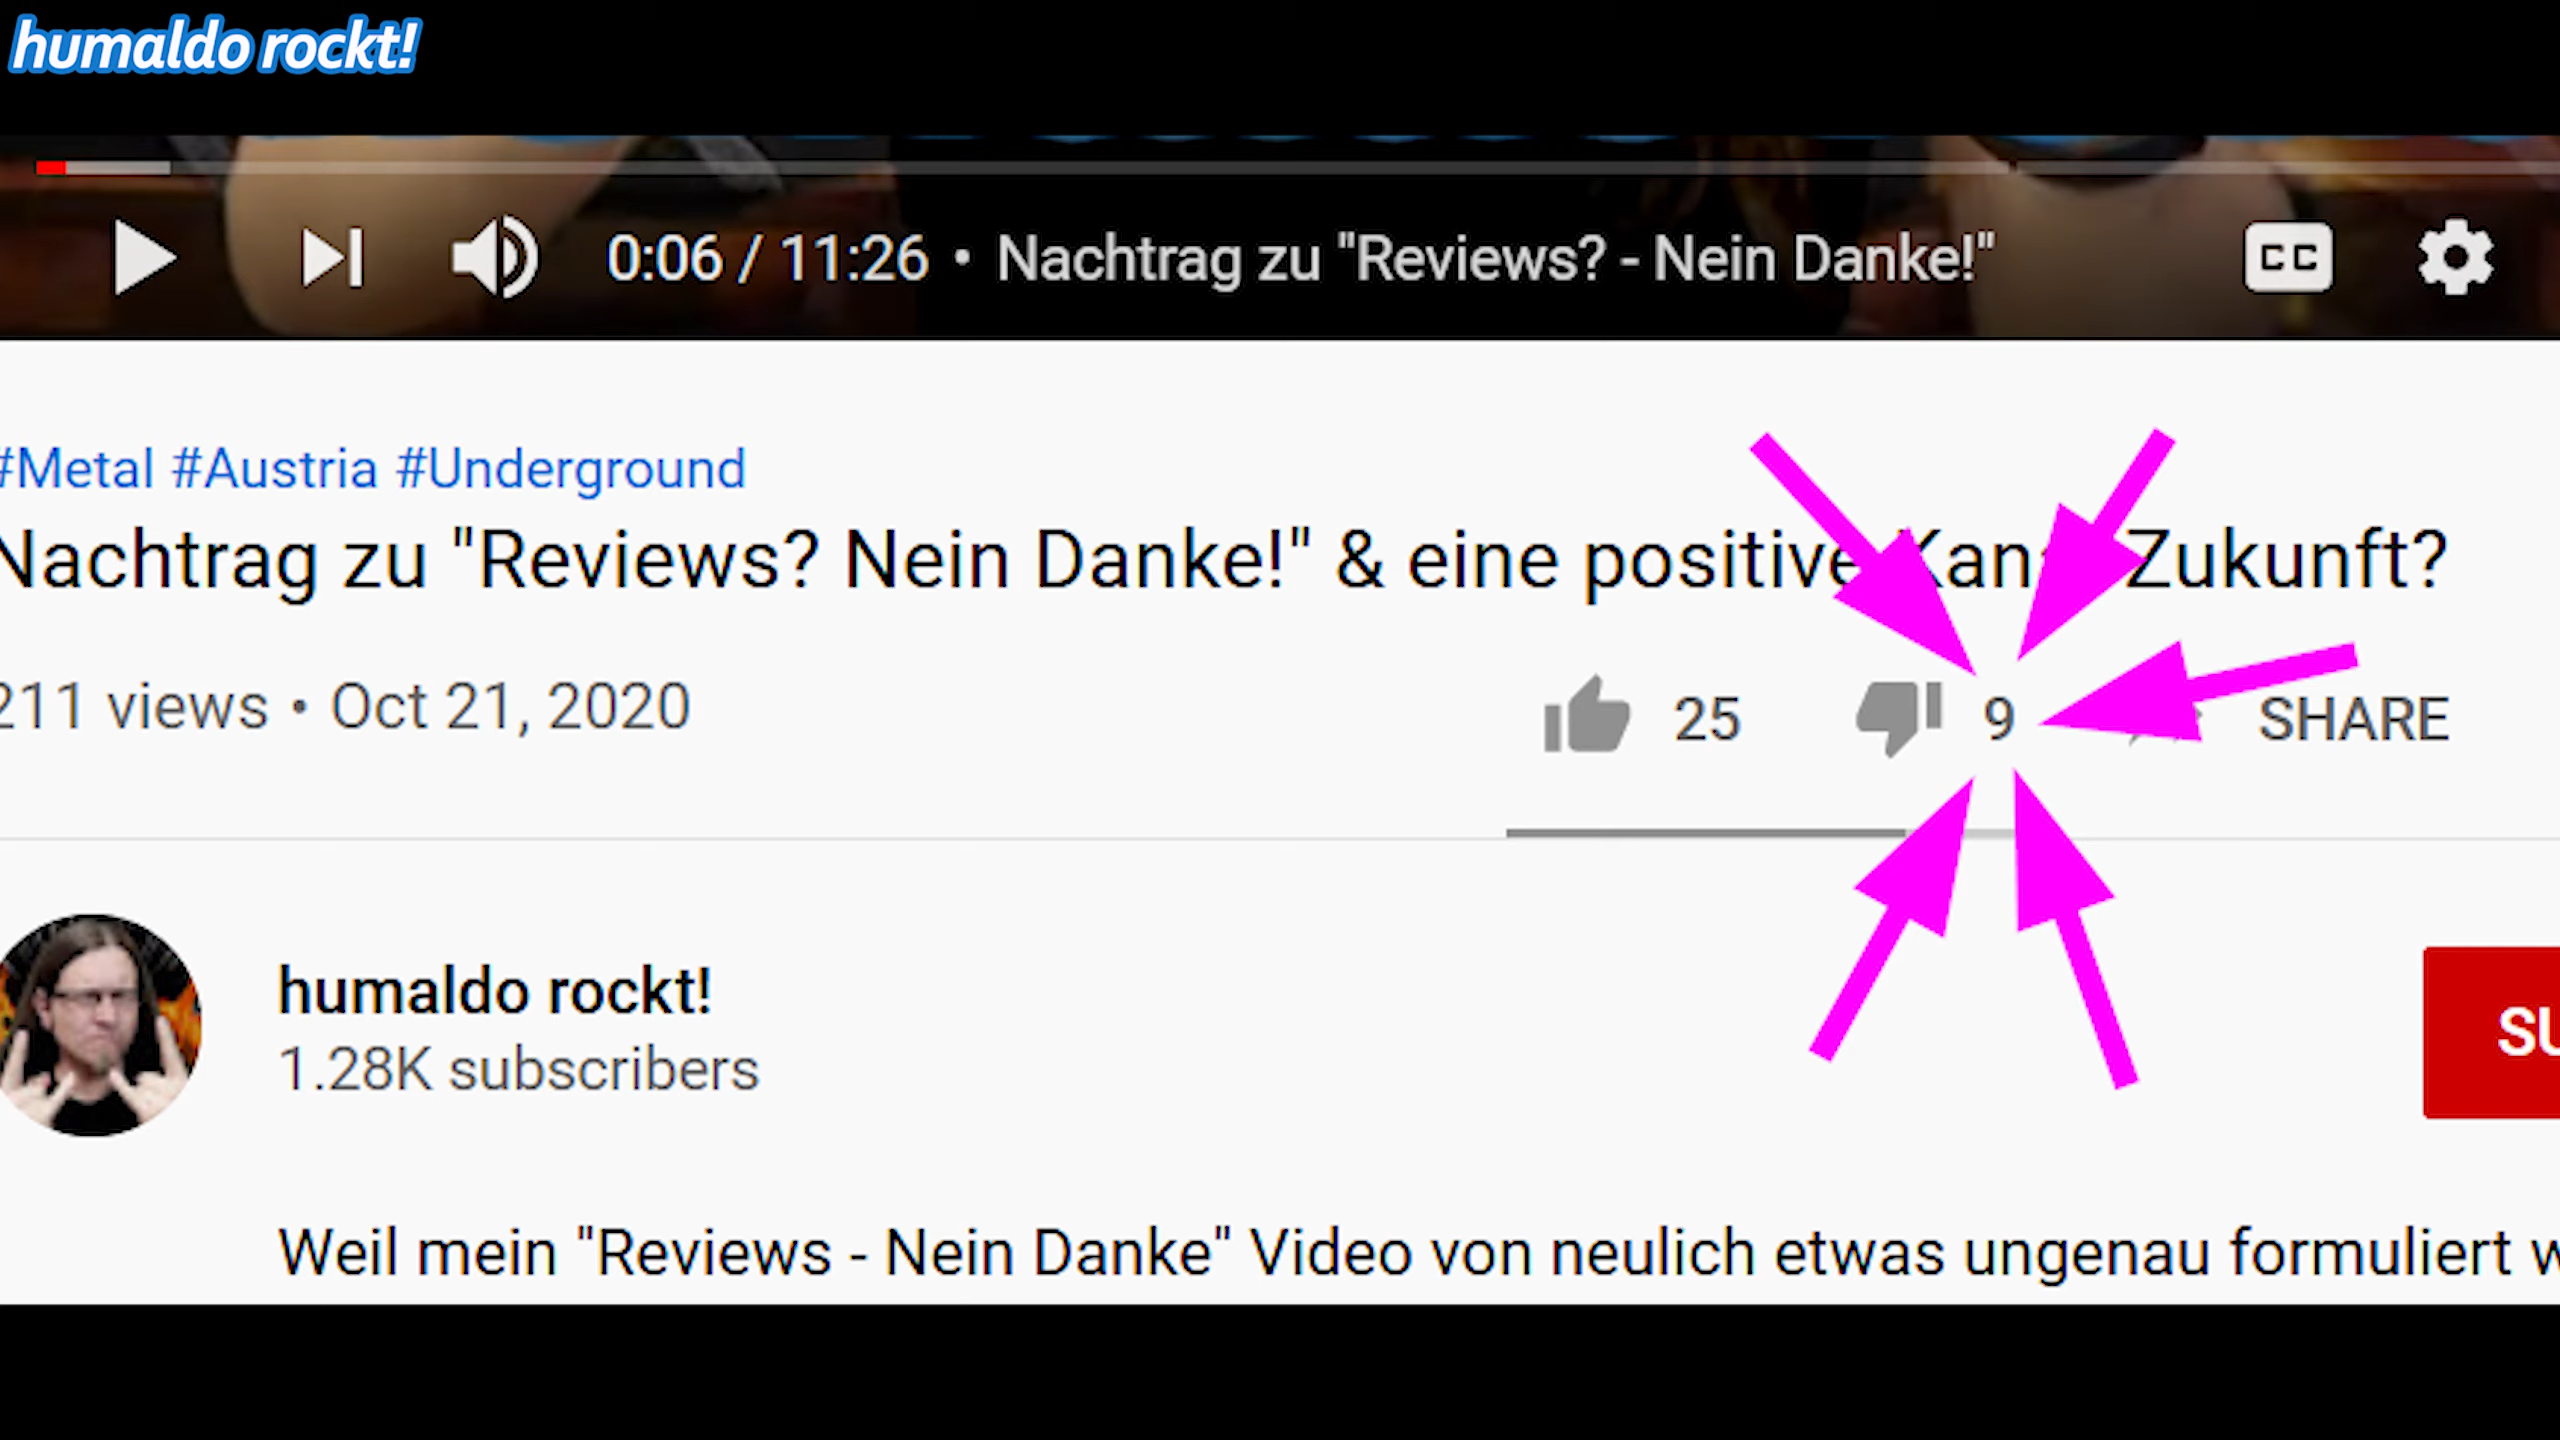 humaldo rockt!
0:06 / 11:26 • Nachtrag zu "Reviews? - Nein Danke!"
CC
#Metal #Austria #Underground
Nachtrag zu "Reviews? Nein Danke!" & eine positive Zukunft?
211 views • Oct 21, 2020
25 9 SHARE
humaldo rockt!
1.28K subscribers
Weil mein "Reviews - Nein Danke" Video von neulich etwas ungenau formuliert